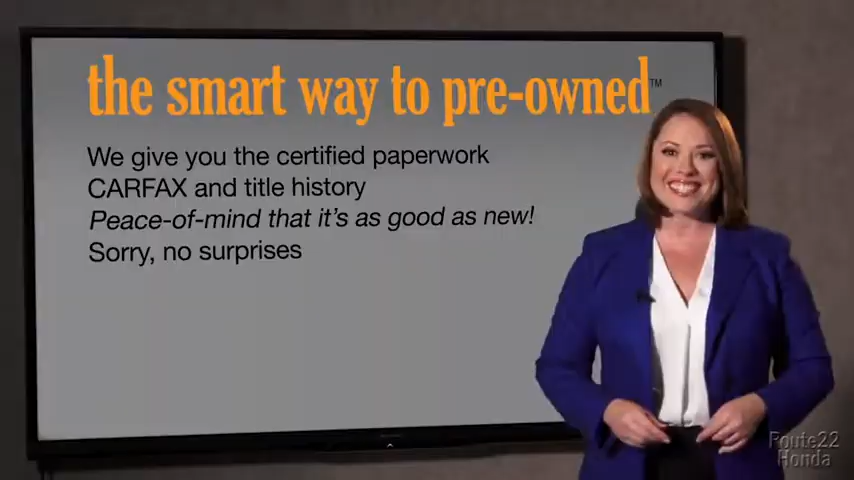 the smart way to pre-owned™
We give you the certified paperwork
CARFAX and title history
Peace-of-mind that it's as good as new!
Sorry, no surprises
Route22
Honda